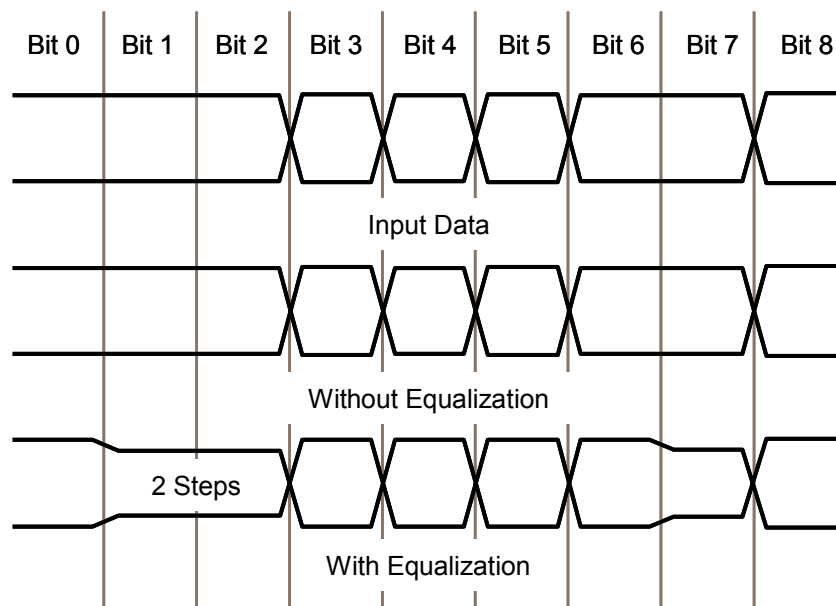 Bit 0 Bit 1 Bit 2 Bit 3 Bit 4 Bit 5 Bit 6 Bit 7 Bit 8
Input Data
Without Equalization
2 Steps
With Equalization